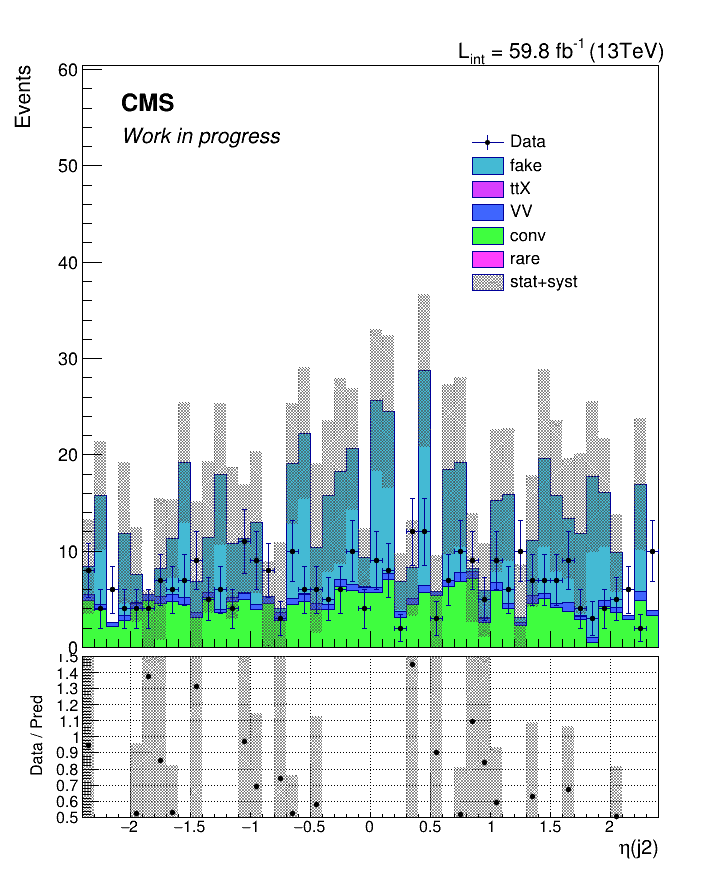 L_int = 59.8 fb^-1 (13TeV)
Events
60
CMS
Work in progress
Data
fake
ttX
VV
conv
rare
stat+syst
50
40
30
20
10
0
Data / Pred
1.5
1.4
1.3
1.2
1.1
1
0.9
0.8
0.7
0.6
0.5
−2 −1.5 −1 −0.5 0 0.5 1 1.5 2
η(j2)